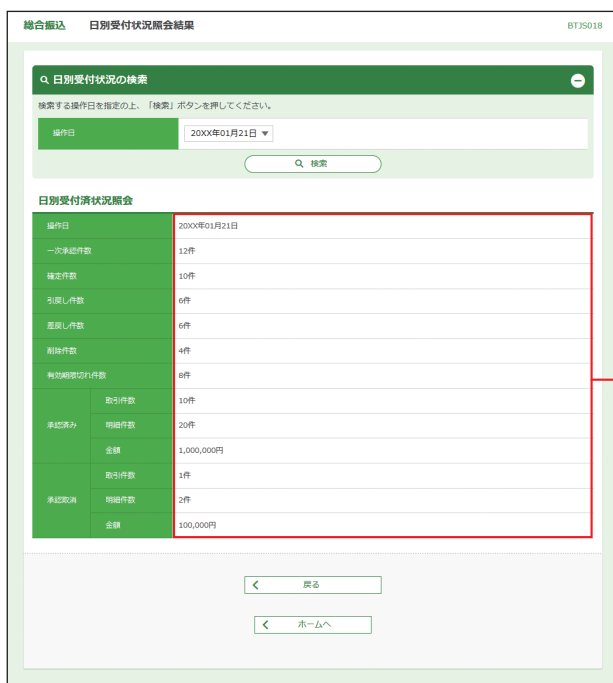 総合振込 日別受付状況照会結果 BTJS018
日別受付状況の検索
検索する操作日を指定の上、「検索」ボタンを押してください。
操作日 20XX年01月21日
検索
日別受付済状況照会
操作日 20XX年01月21日
一次承認件数 12件
確定件数 10件
引戻し件数 6件
差戻し件数 6件
削除件数 4件
有効期限切れ件数 8件
承認済み 取引件数 10件
明細件数 20件
金額 1,000,000円
承認取消 取引件数 1件
明細件数 2件
金額 100,000円
戻る
ホームへ